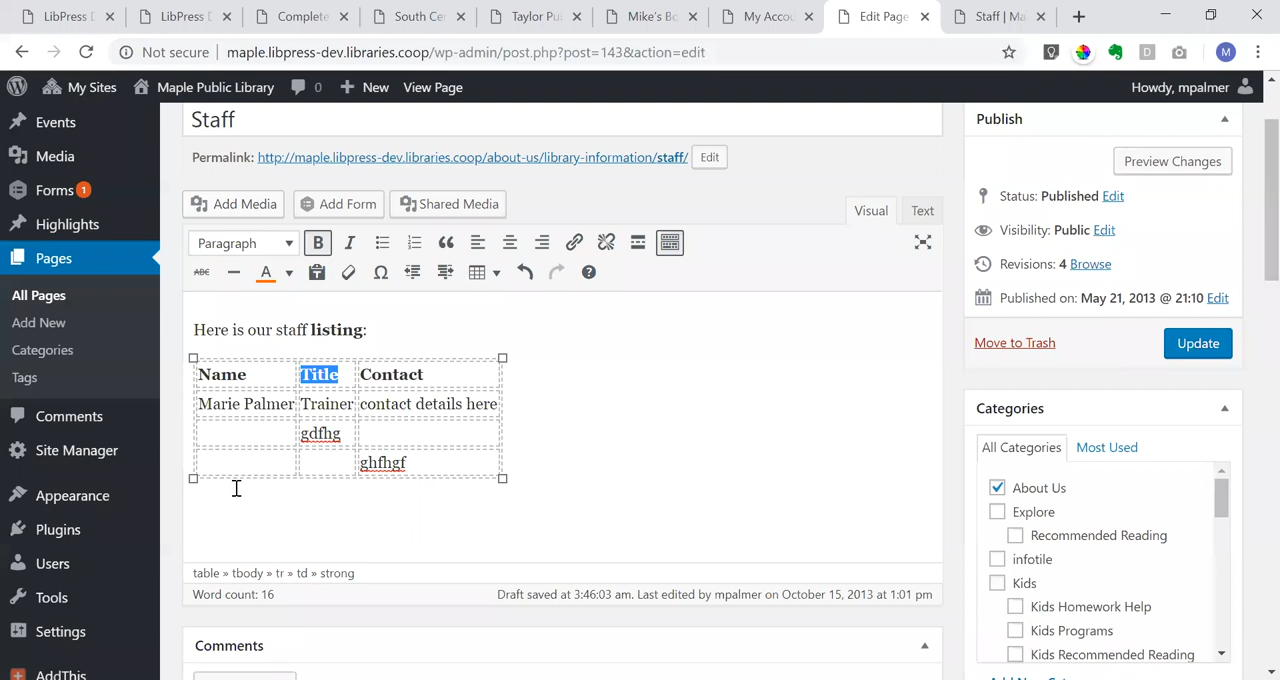 LibPress D
LibPress D
Complete
South Ce
Taylor Pu
Mike's Bo
My Accou
Edit Page
Staff | Ma
Not secure
maple.libpress-dev.libraries.coop/wp-admin/post.php?post=143&action=edit
D
M
My Sites
Maple Public Library
0
New
View Page
Howdy, mpalmer
Events
Media
Forms 1
Highlights
Pages
All Pages
Add New
Categories
Tags
Comments
Site Manager
Appearance
Plugins
Users
Tools
Settings
AddThis
Staff
Permalink: http://maple.libpress-dev.libraries.coop/about-us/library-information/staff/ Edit
Add Media
Add Form
Shared Media
Visual
Text
Paragraph
B
I
ABC
A
Ω
Here is our staff listing:
Name Title Contact
Marie Palmer Trainer contact details here
gdfhg
ghfhgf
table » tbody » tr » td » strong
Word count: 16
Draft saved at 3:46:03 am. Last edited by mpalmer on October 15, 2013 at 1:01 pm
Comments
Publish
Preview Changes
Status: Published Edit
Visibility: Public Edit
Revisions: 4 Browse
Published on: May 21, 2013 @ 21:10 Edit
Move to Trash
Update
Categories
All Categories
Most Used
About Us
Explore
Recommended Reading
infotile
Kids
Kids Homework Help
Kids Programs
Kids Recommended Reading